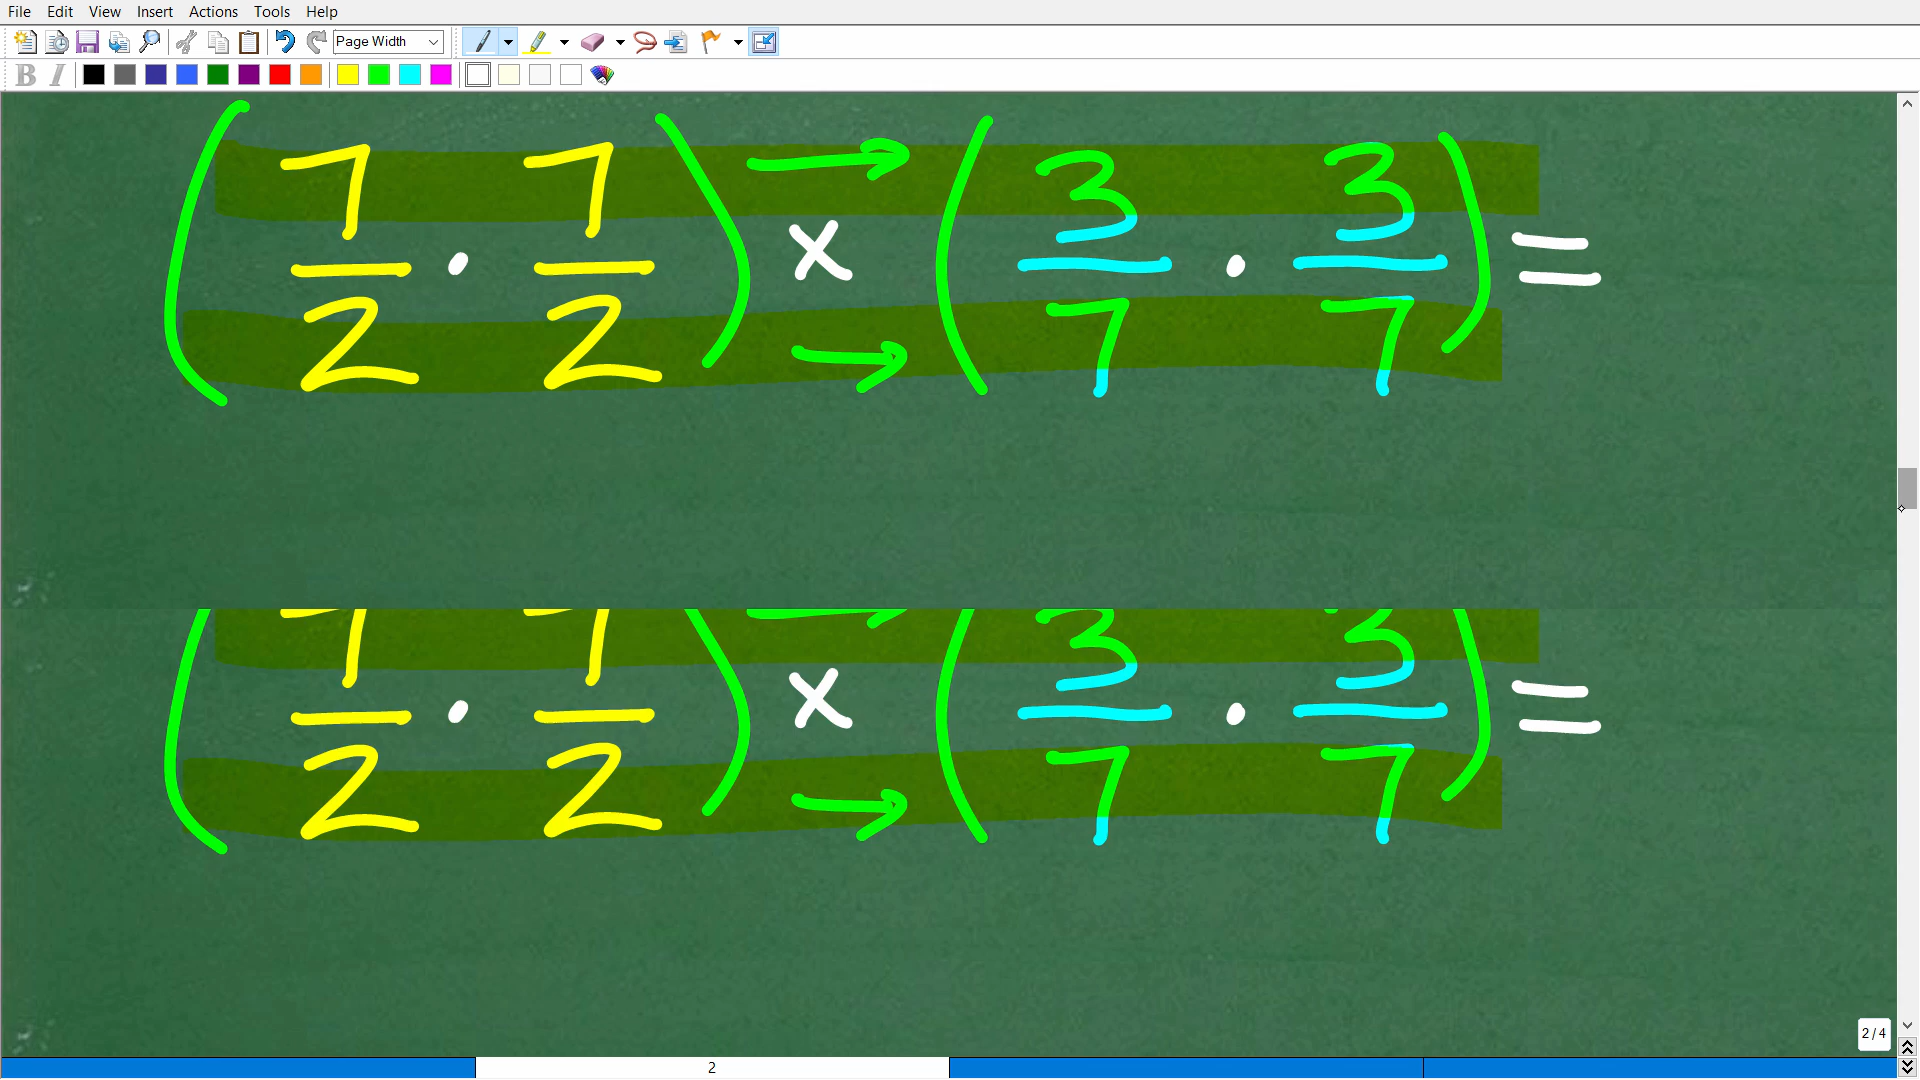 File Edit View Insert Actions Tools Help
Page Width
B I
( 7 7 ) → ( 3 3 )
— · — x — · — =
2 2 → 7 7
( 7 7 ) → ( 3 3 )
— · — x — · — =
2 2 → 7 7
2 / 4
2